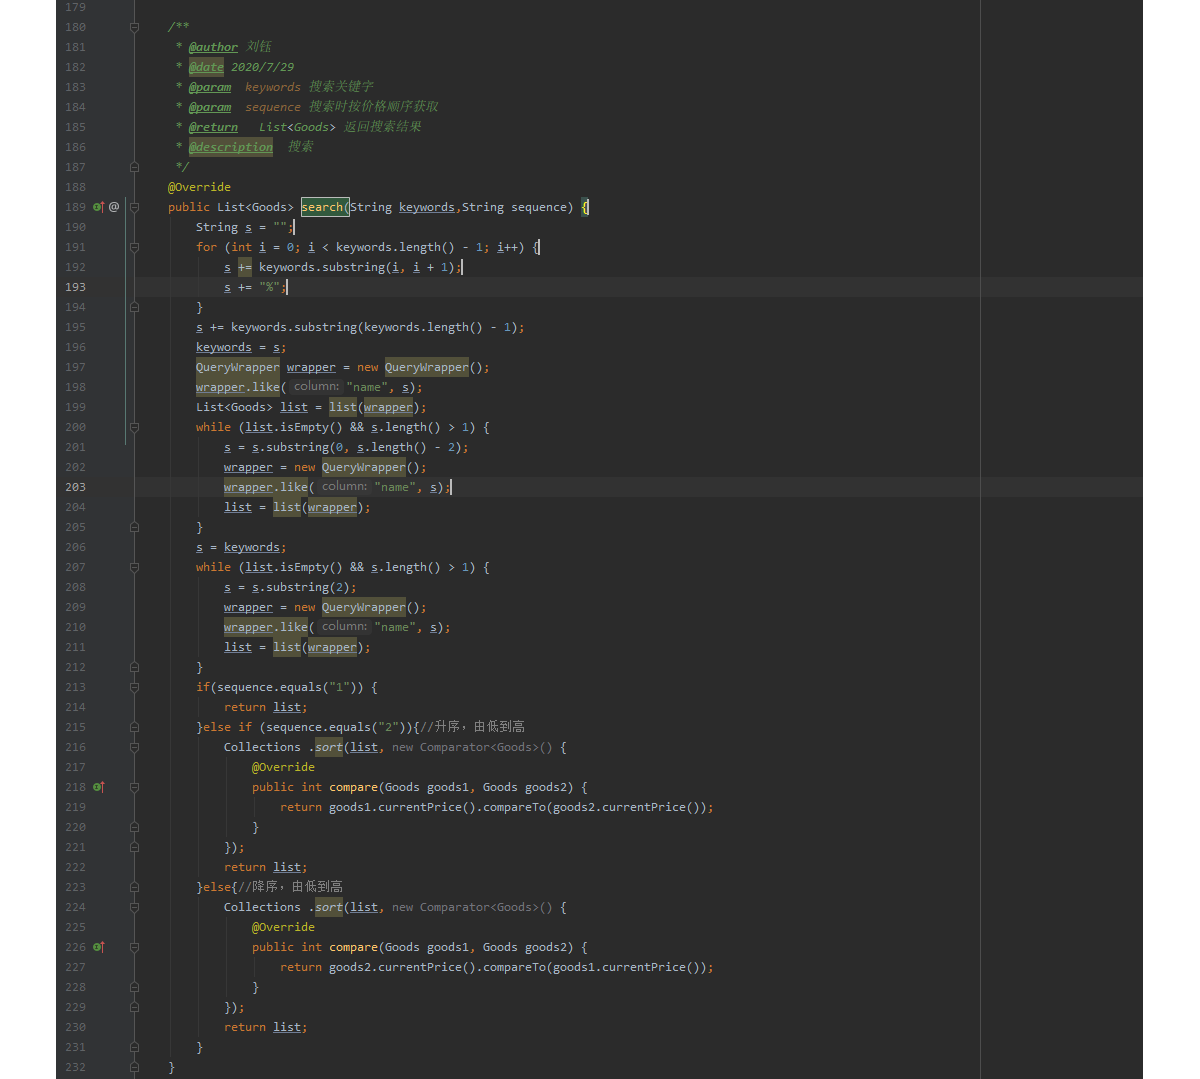 179
180 /**
181 * @author 刘钰
182 * @date 2020/7/29
183 * @param keywords 搜索关键字
184 * @param sequence 搜索时按价格顺序获取
185 * @return List<Goods> 返回搜索结果
186 * @description 搜索
187 */
188 @Override
189 @ public List<Goods> search(String keywords,String sequence) {
190 String s = "";
191 for (int i = 0; i < keywords.length() - 1; i++) {
192 s += keywords.substring(i, i + 1);
193 s += "%";
194 }
195 s += keywords.substring(keywords.length() - 1);
196 keywords = s;
197 QueryWrapper wrapper = new QueryWrapper();
198 wrapper.like( column: "name", s);
199 List<Goods> list = list(wrapper);
200 while (list.isEmpty() && s.length() > 1) {
201 s = s.substring(0, s.length() - 2);
202 wrapper = new QueryWrapper();
203 wrapper.like( column: "name", s);
204 list = list(wrapper);
205 }
206 s = keywords;
207 while (list.isEmpty() && s.length() > 1) {
208 s = s.substring(2);
209 wrapper = new QueryWrapper();
210 wrapper.like( column: "name", s);
211 list = list(wrapper);
212 }
213 if(sequence.equals("1")) {
214 return list;
215 }else if (sequence.equals("2")){//升序，由低到高
216 Collections .sort(list, new Comparator<Goods>() {
217 @Override
218 public int compare(Goods goods1, Goods goods2) {
219 return goods1.currentPrice().compareTo(goods2.currentPrice());
220 }
221 });
222 return list;
223 }else{//降序，由低到高
224 Collections .sort(list, new Comparator<Goods>() {
225 @Override
226 public int compare(Goods goods1, Goods goods2) {
227 return goods2.currentPrice().compareTo(goods1.currentPrice());
228 }
229 });
230 return list;
231 }
232 }